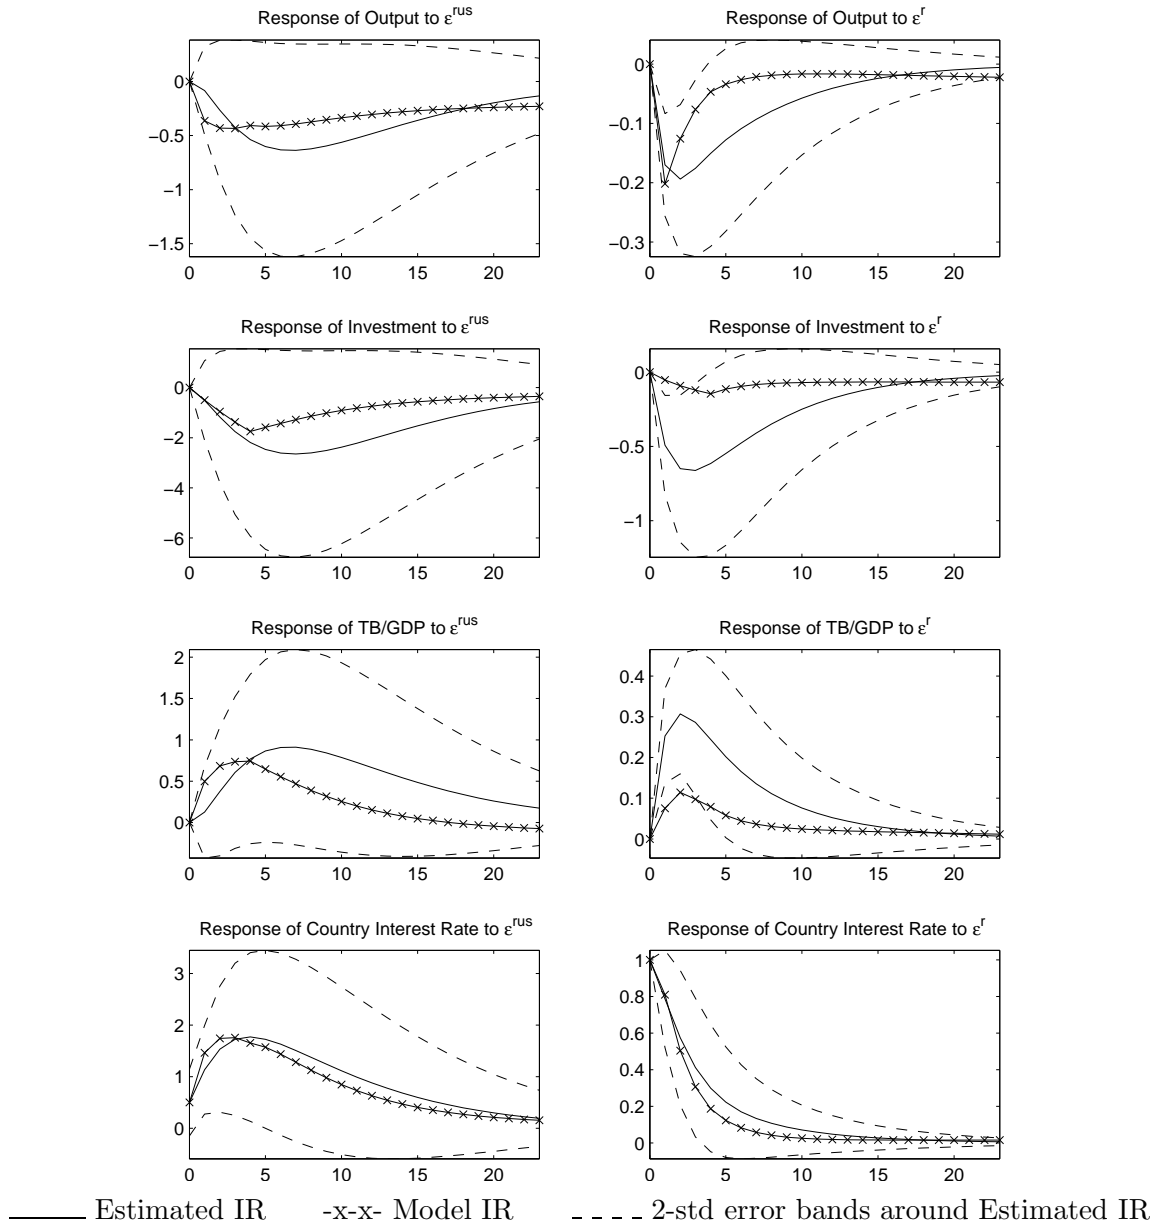 Response of Output to ε^rus
0
−0.5
−1
−1.5
0 5 10 15 20
Response of Output to ε^r
0
−0.1
−0.2
−0.3
0 5 10 15 20
Response of Investment to ε^rus
0
−2
−4
−6
0 5 10 15 20
Response of Investment to ε^r
0
−0.5
−1
0 5 10 15 20
Response of TB/GDP to ε^rus
2
1.5
1
0.5
0
0 5 10 15 20
Response of TB/GDP to ε^r
0.4
0.3
0.2
0.1
0
0 5 10 15 20
Response of Country Interest Rate to ε^rus
3
2
1
0
0 5 10 15 20
Response of Country Interest Rate to ε^r
1
0.8
0.6
0.4
0.2
0
0 5 10 15 20
Estimated IR -x-x- Model IR 2-std error bands around Estimated IR